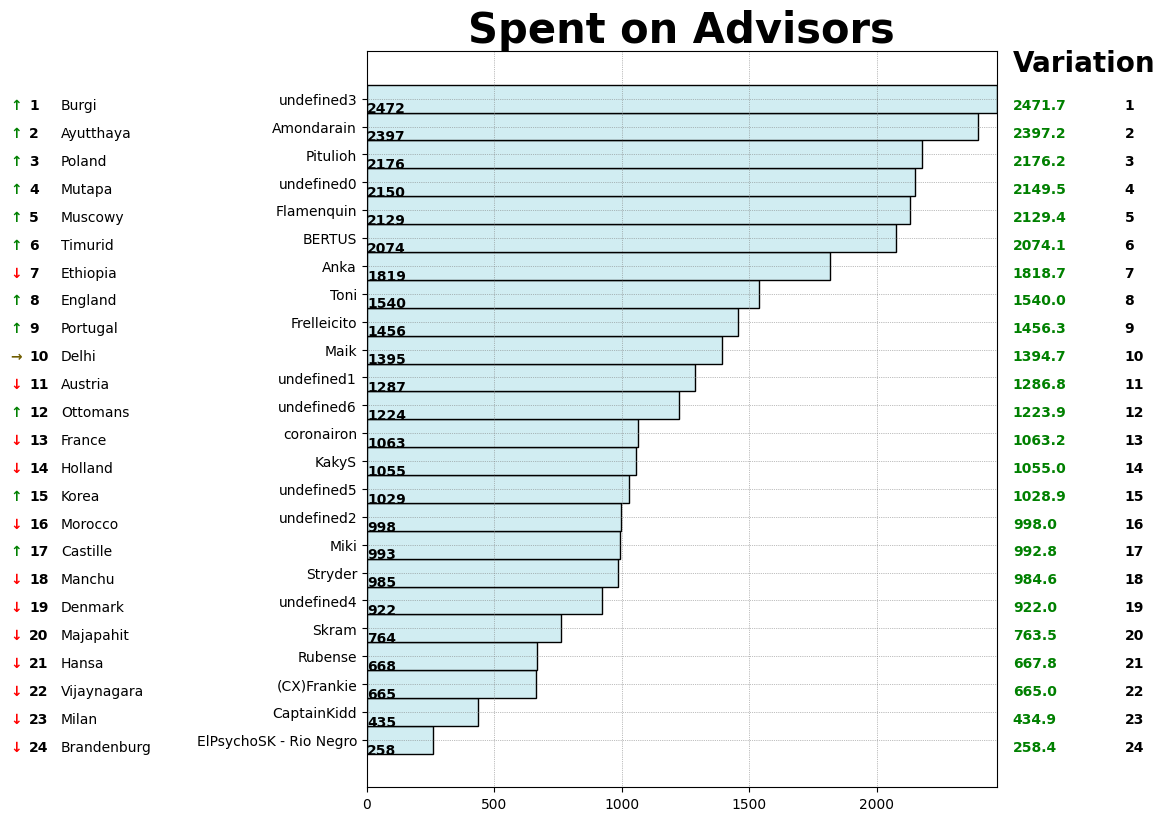 Spent on Advisors
Variation
↑ 1 Burgi undefined3 2472 2471.7 1
↑ 2 Ayutthaya Amondarain 2397 2397.2 2
↑ 3 Poland Pitulioh 2176 2176.2 3
↑ 4 Mutapa undefined0 2150 2149.5 4
↑ 5 Muscowy Flamenquin 2129 2129.4 5
↑ 6 Timurid BERTUS 2074 2074.1 6
↓ 7 Ethiopia Anka 1819 1818.7 7
↑ 8 England Toni 1540 1540.0 8
↑ 9 Portugal Frelleicito 1456 1456.3 9
→ 10 Delhi Maik 1395 1394.7 10
↓ 11 Austria undefined1 1287 1286.8 11
↑ 12 Ottomans undefined6 1224 1223.9 12
↓ 13 France coronairon 1063 1063.2 13
↓ 14 Holland KakyS 1055 1055.0 14
↑ 15 Korea undefined5 1029 1028.9 15
↓ 16 Morocco undefined2 998 998.0 16
↑ 17 Castille Miki 993 992.8 17
↓ 18 Manchu Stryder 985 984.6 18
↓ 19 Denmark undefined4 922 922.0 19
↓ 20 Majapahit Skram 764 763.5 20
↓ 21 Hansa Rubense 668 667.8 21
↓ 22 Vijaynagara (CX)Frankie 665 665.0 22
↓ 23 Milan CaptainKidd 435 434.9 23
↓ 24 Brandenburg ElPsychoSK - Rio Negro 258 258.4 24
0 500 1000 1500 2000